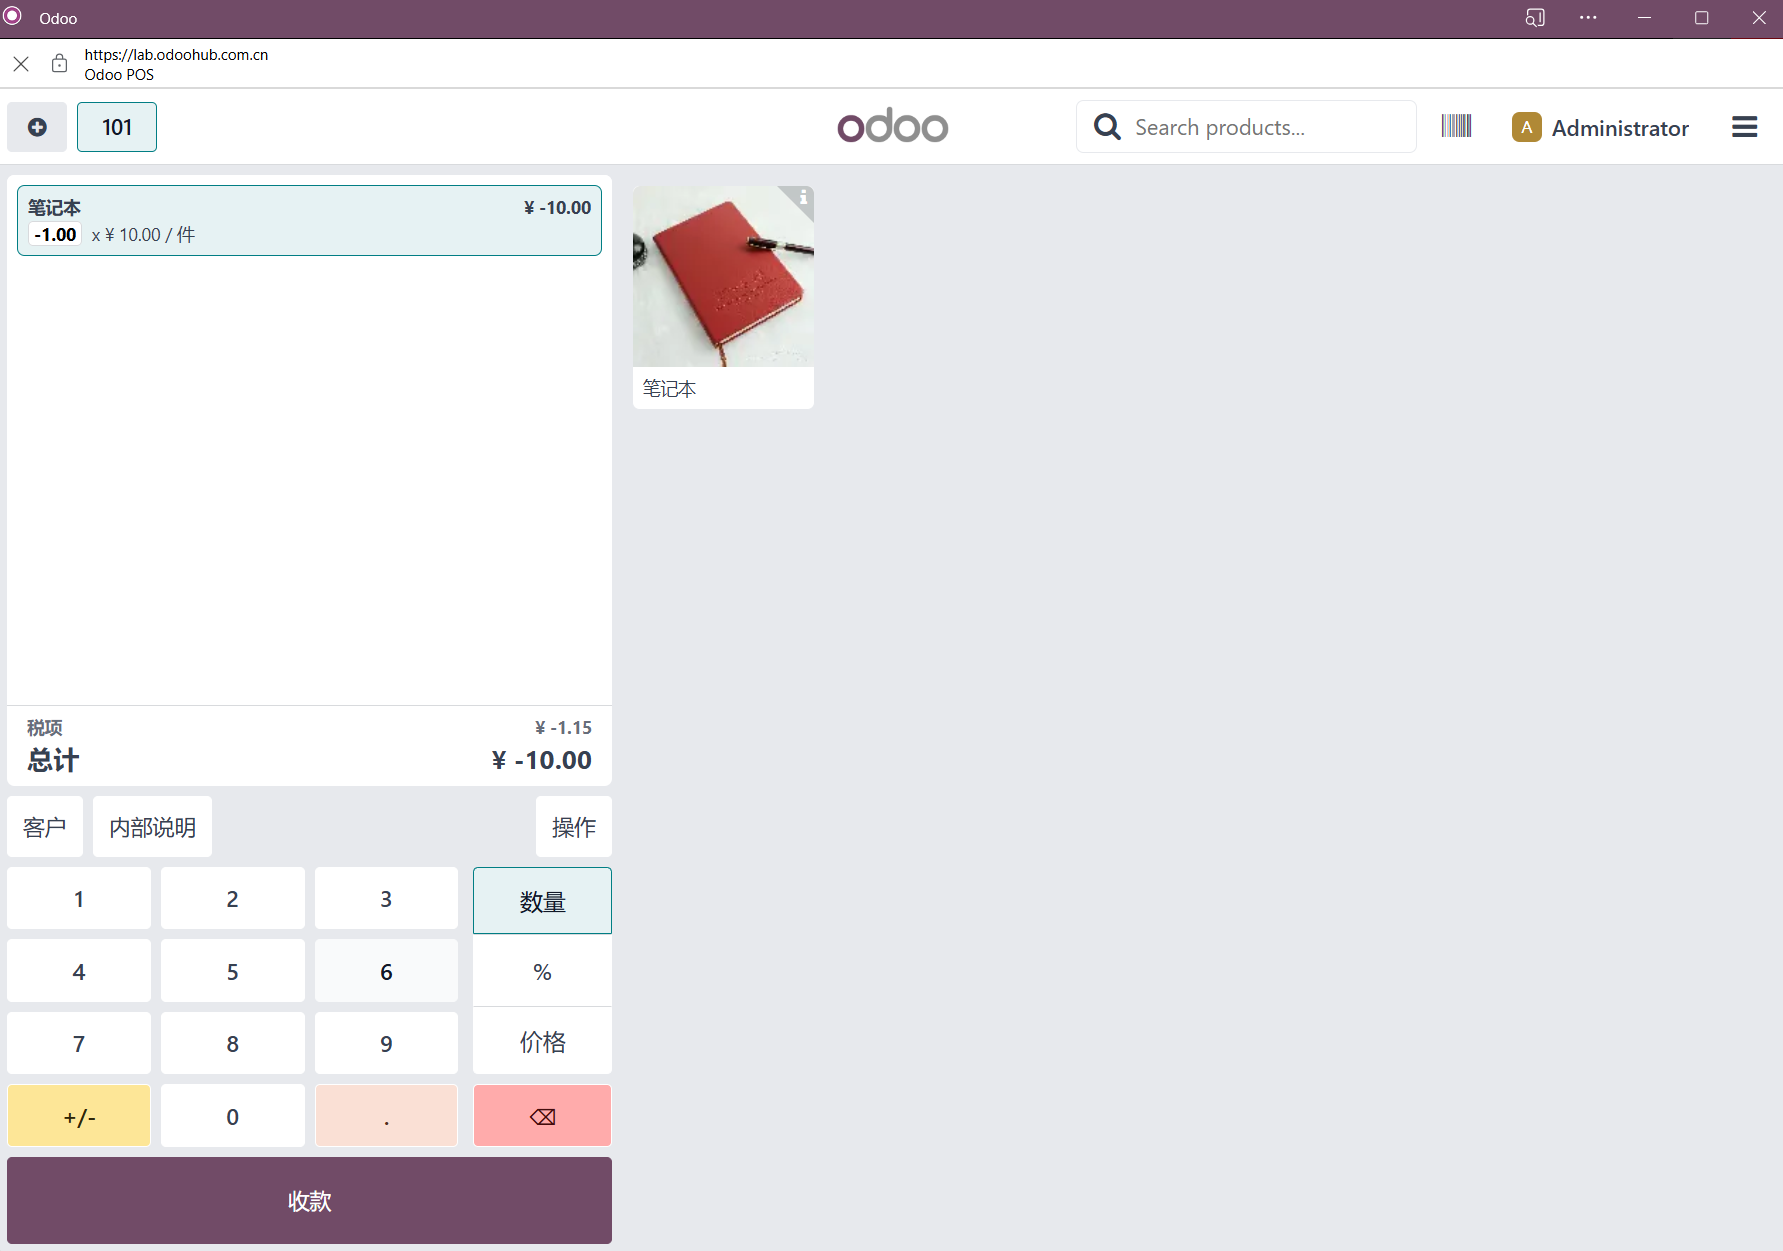 Odoo
https://lab.odoohub.com.cn
Odoo POS
101
odoo
Search products...
A
Administrator
笔记本
¥ -10.00
-1.00 x ¥ 10.00 / 件
笔记本
税项
¥ -1.15
总计
¥ -10.00
客户
内部说明
操作
1
2
3
数量
4
5
6
%
7
8
9
价格
+/-
0
.
收款